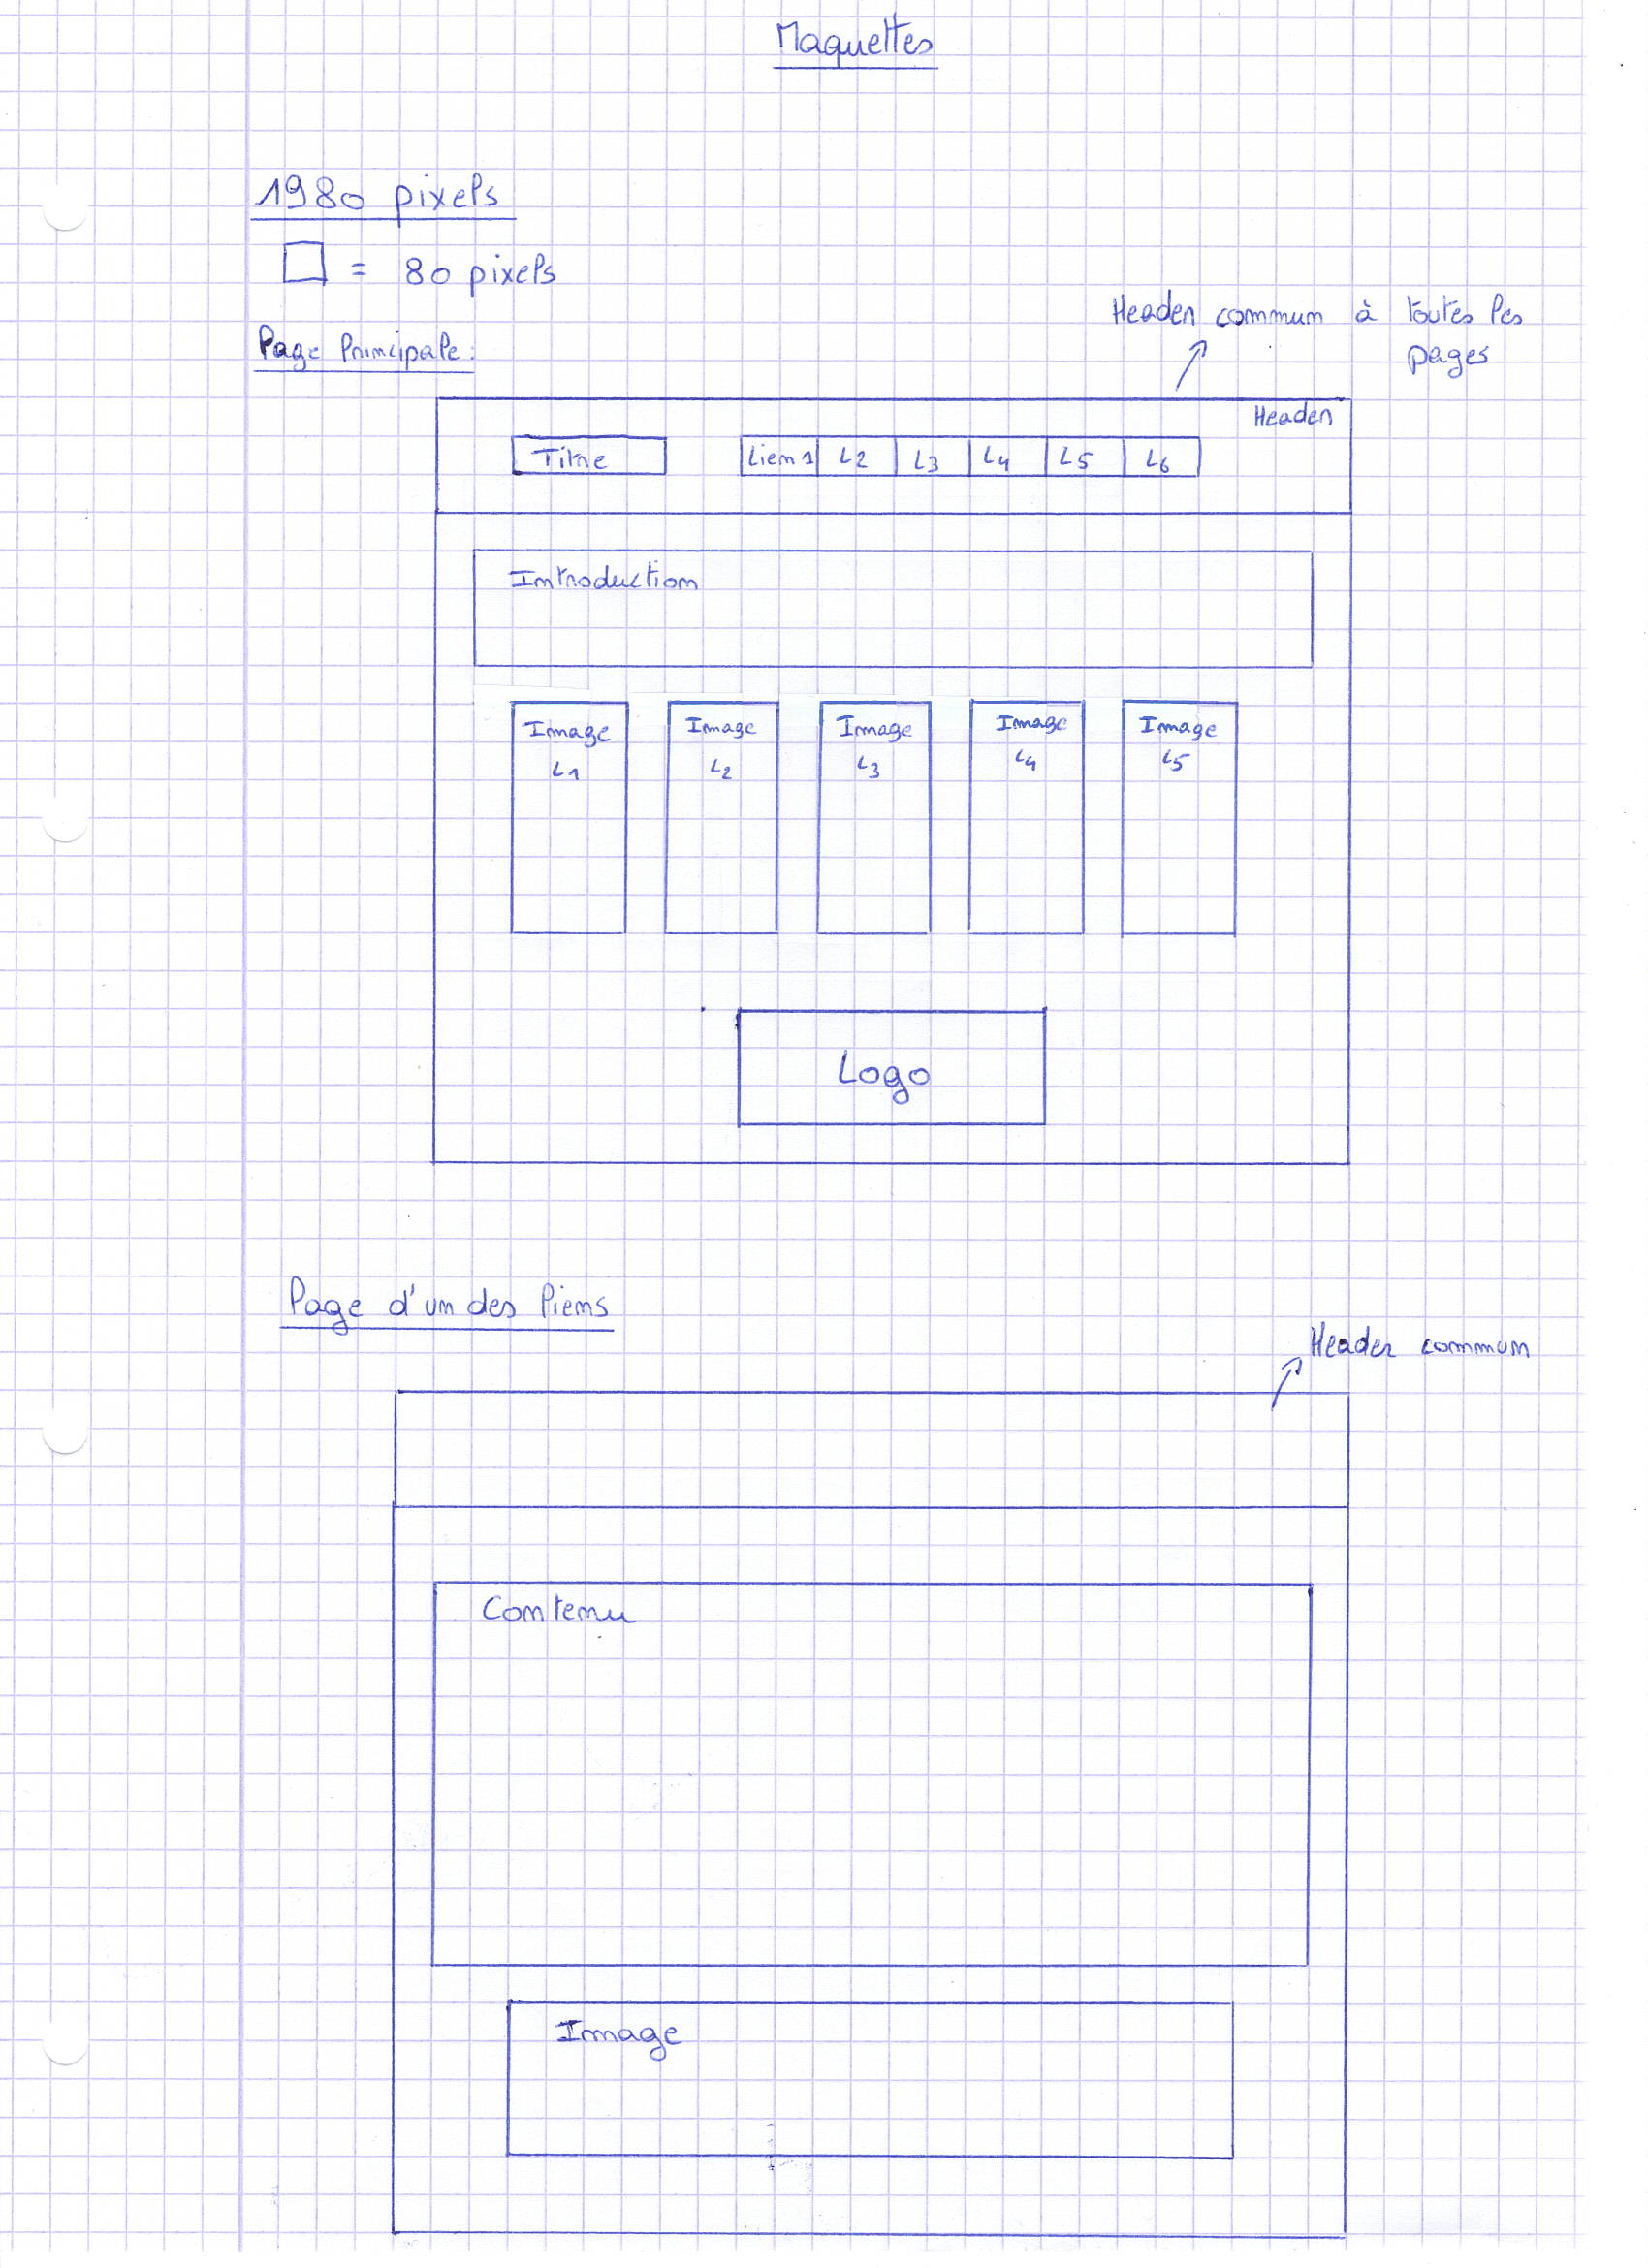 Maquettes
1980 pixels
= 80 pixels
Header commun à toutes les
pages
Page Principale :
Header
Titre
Lien 1 L2 L3 L4 L5 L6
Introduction
Image Image Image Image Image
L1 L2 L3 L4 L5
Logo
Page d'un des liens
Header commun
Contenu
Image